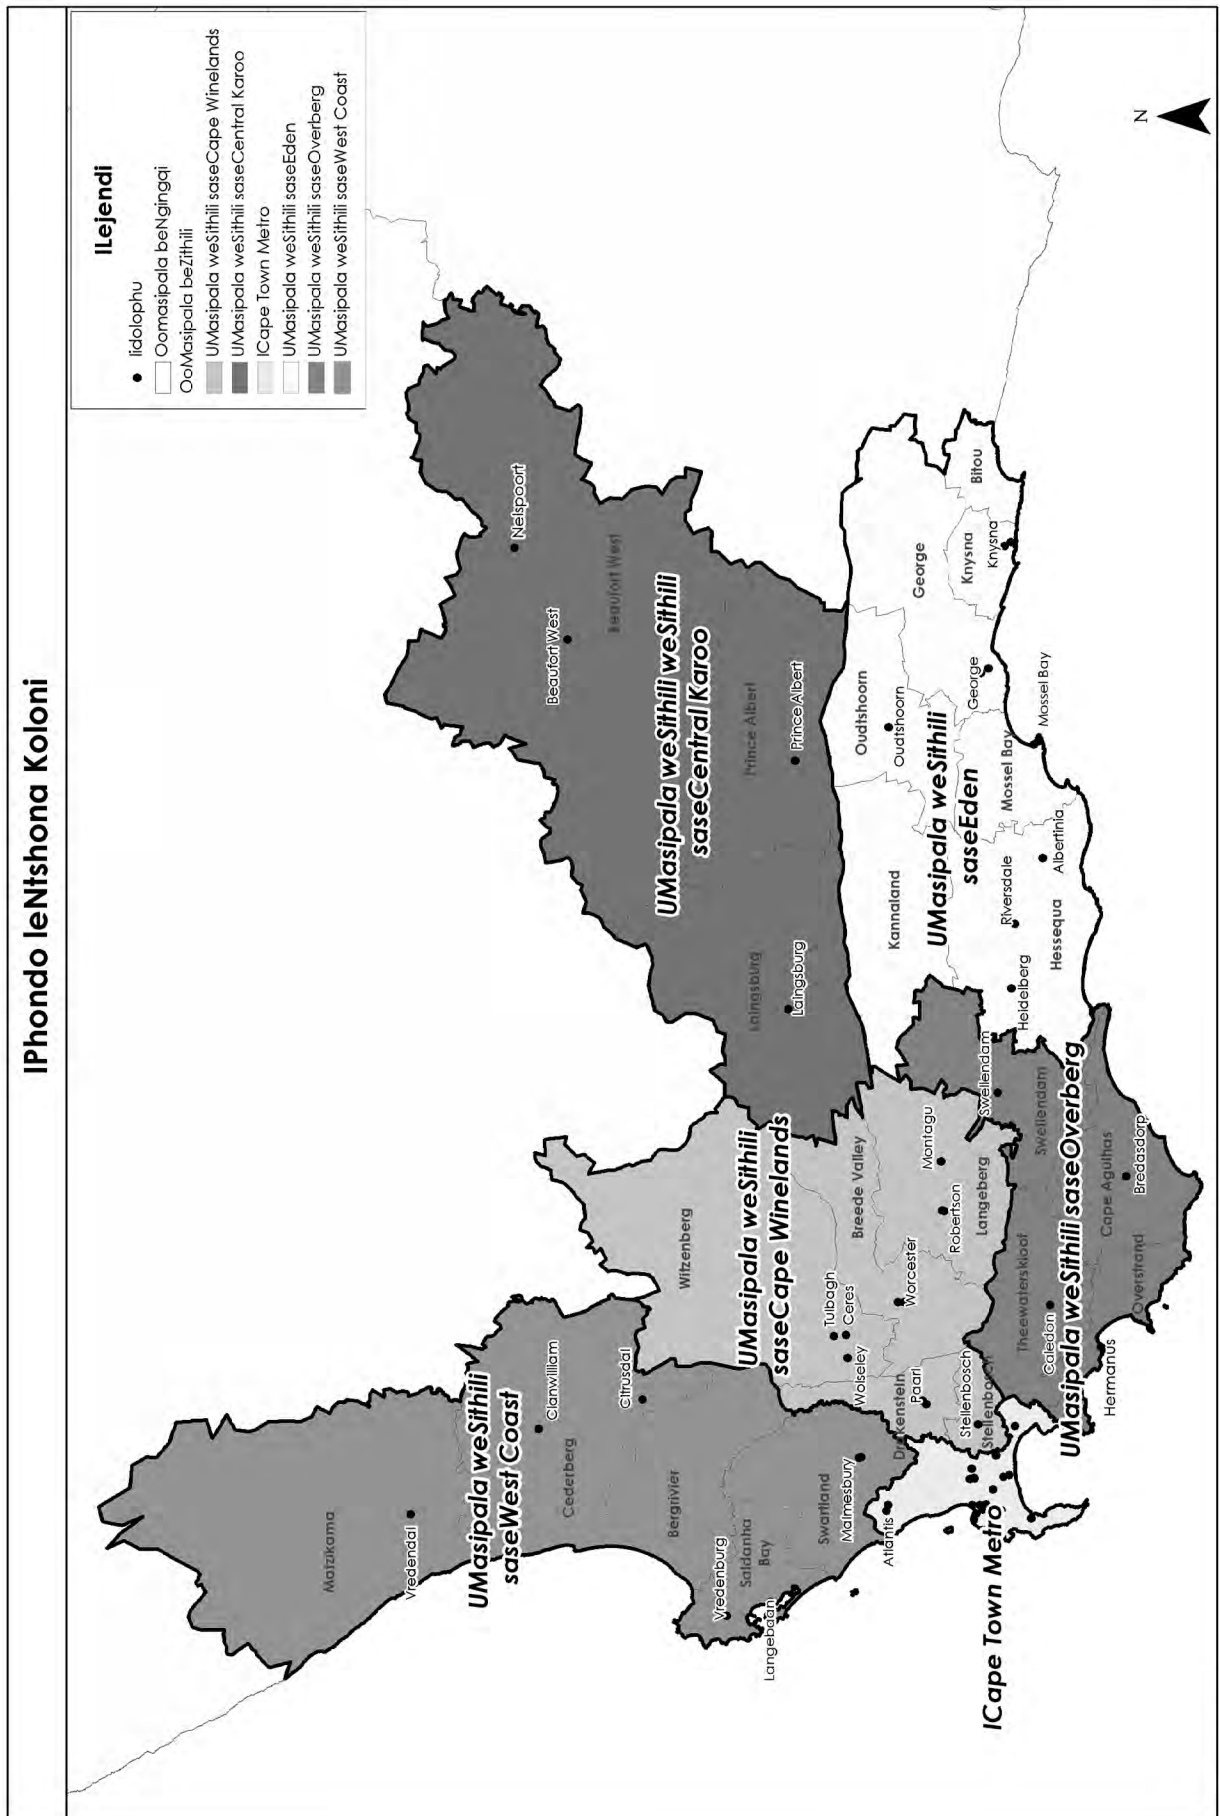 IPhondo leNtshona Koloni
ILejendi
Iidolophu
Oomasipala beNgingqi
OoMasipala beZithili
UMasipala weSithili saseCape Winelands
UMasipala weSithili saseCentral Karoo
ICape Town Metro
UMasipala weSithili saseEden
UMasipala weSithili saseOverberg
UMasipala weSithili saseWest Coast
N
Matzikama
Vredendal
UMasipala weSithili
saseWest Coast
Clanwilliam
Cederberg
Citrusdal
Bergrivier
Vredenburg
Saldanha
Bay
Langebaan
Swartland
Malmesbury
Atlantis
ICape Town Metro
Witzenberg
UMasipala weSithili
saseCape Winelands
Tulbagh
Ceres
Wolseley
Breede Valley
Worcester
Drakenstein
Paarl
Stellenbosch
Stellenbosch
Montagu
Robertson
Langeberg
Nelspoort
Beaufort West
Beaufort West
UMasipala weSithili weSithili
saseCentral Karoo
Prince Albert
Prince Albert
Laingsburg
Laingsburg
Oudtshoorn
Oudtshoorn
George
George
Knysna
Knysna
Bitou
Kannaland
UMasipala weSithili
saseEden
Mossel Bay
Mossel Bay
Riversdale
Albertinia
Heidelberg
Hessequa
Swellendam
Swellendam
Theewaterskloof
Caledon
UMasipala weSithili saseOverberg
Cape Agulhas
Bredasdorp
Overstrand
Hermanus